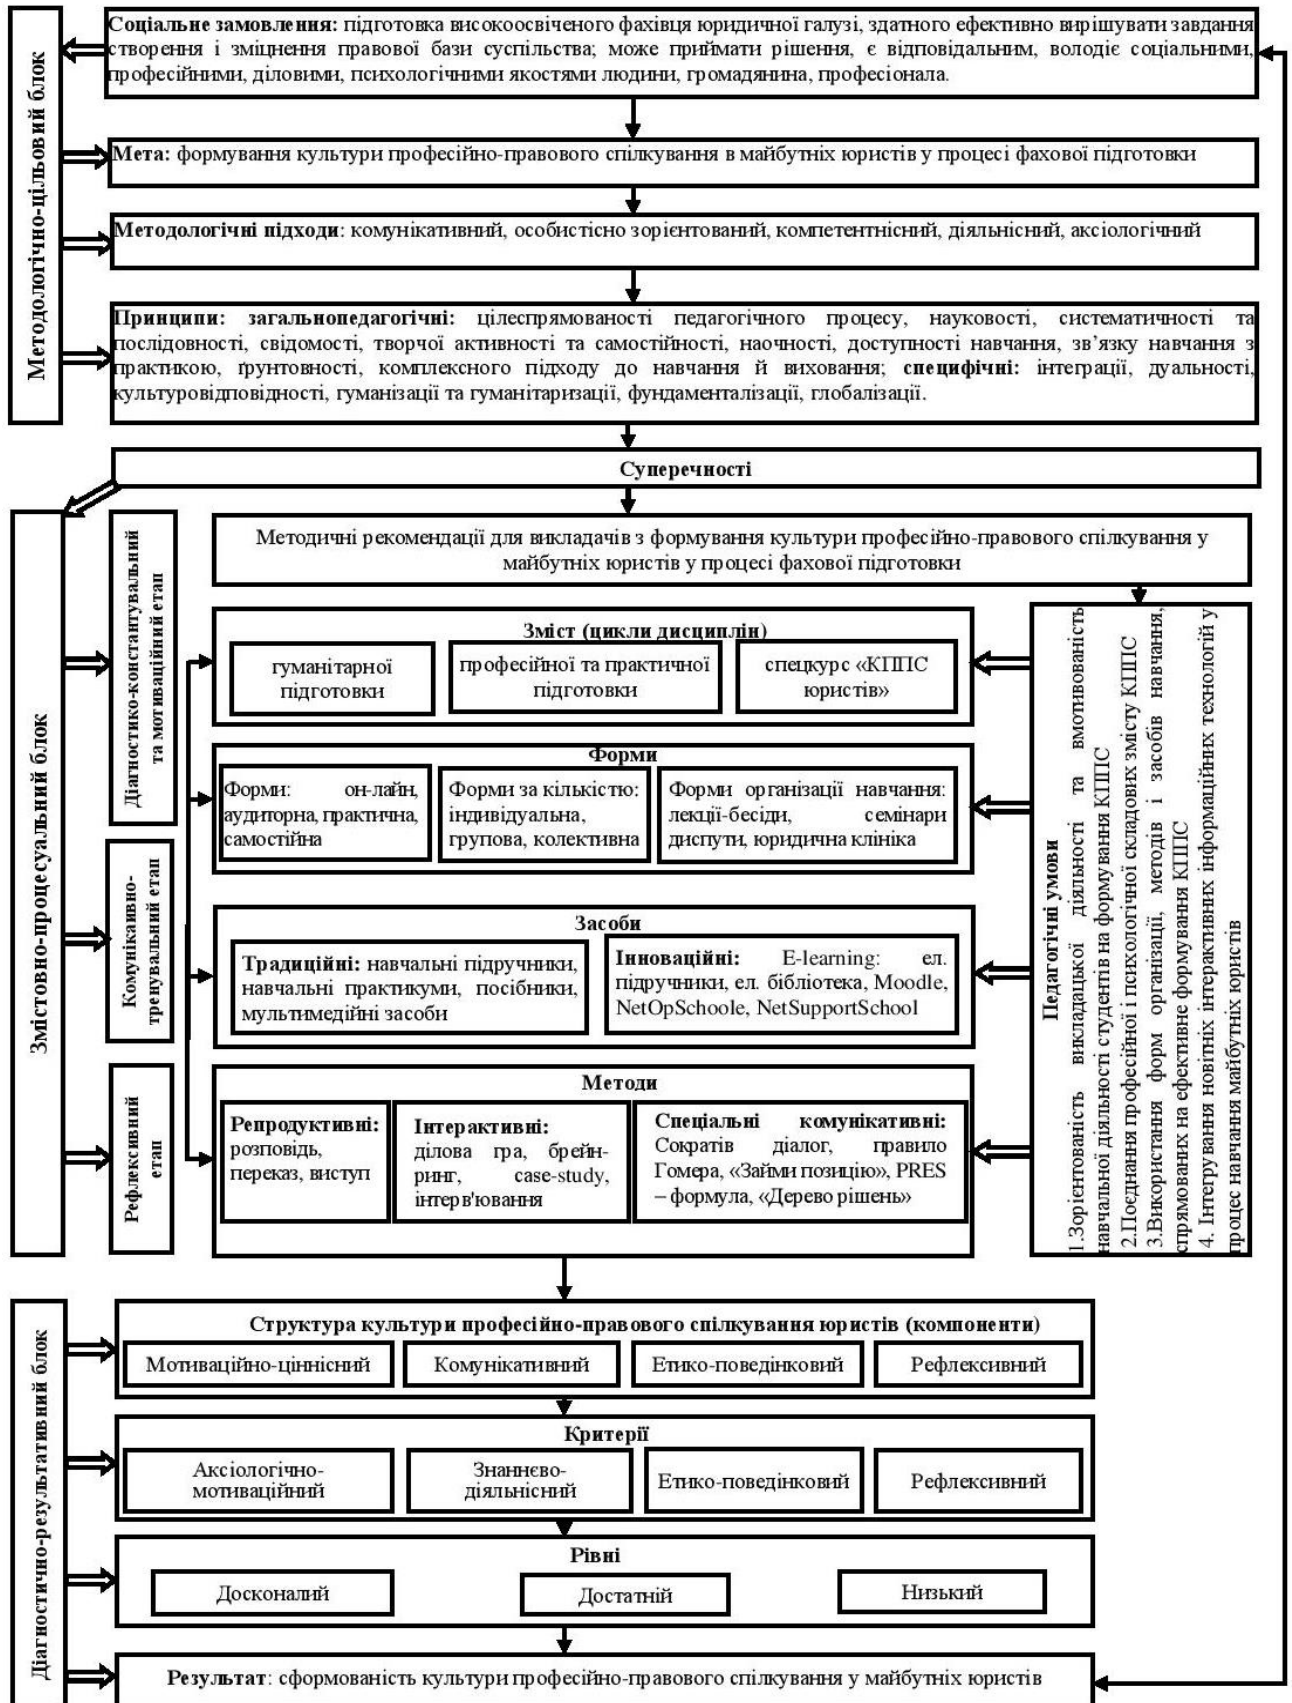 Соціальне замовлення: підготовка високоосвіченого фахівця юридичної галузі, здатного ефективно вирішувати завдання
створення і зміцнення правової бази суспільства; може приймати рішення, є відповідальним, володіє соціальними,
професійними, діловими, психологічними якостями людини, громадянина, професіонала.
Методологічно-цільовий блок
Мета: формування культури професійно-правового спілкування в майбутніх юристів у процесі фахової підготовки
Методологічні підходи: комунікативний, особистісно зорієнтований, компетентнісний, діяльнісний, аксіологічний
Принципи: загальнопедагогічні: цілеспрямованості педагогічного процесу, науковості, систематичності та
послідовності, свідомості, творчої активності та самостійності, наочності, доступності навчання, зв’язку навчання з
практикою, ґрунтовності, комплексного підходу до навчання й виховання; специфічні: інтеграції, дуальності,
культуровідповідності, гуманізації та гуманітаризації, фундаменталізації, глобалізації.
Суперечності
Змістовно-процесуальний блок
Діагностико-константувальний
та мотиваційний етап
Комунікаивно-
тренувальний етап
Рефлексивний
етап
Методичні рекомендації для викладачів з формування культури професійно-правового спілкування у
майбутніх юристів у процесі фахової підготовки
Зміст (цикли дисциплін)
гуманітарної
підготовки
професійної та практичної
підготовки
спецкурс «КППС
юристів»
Форми
Форми: он-лайн,
аудиторна, практична,
самостійна
Форми за кількістю:
індивідуальна,
групова, колективна
Форми організації навчання:
лекції-бесіди, семінари
диспути, юридична клініка
Засоби
Традиційні: навчальні підручники,
навчальні практикуми, посібники,
мультимедійні засоби
Інноваційні: E-learning: ел.
підручники, ел. бібліотека, Moodle,
NetOpSchoole, NetSupportSchool
Методи
Репродуктивні:
розповідь,
переказ, виступ
Інтерактивні:
ділова гра, брейн-
ринг, case-study,
інтерв'ювання
Спеціальні комунікативні:
Сократів діалог, правило
Гомера, «Займи позицію», PRES
– формула, «Дерево рішень»
Педагогічні умови
1.Зорієнтованість викладацької діяльності та вмотивованість
навчальної діяльності студентів на формування КППС
2.Поєднання професійної і психологічної складових змісту КППС
3.Використання форм організації, методів і засобів навчання,
спрямованих на ефективне формування КППС
4. Інтегрування новітніх інтерактивних інформаційних технологій у
процес навчання майбутніх юристів
Діагностично-результативний блок
Структура культури професійно-правового спілкування юристів (компоненти)
Мотиваційно-ціннісний
Комунікативний
Етико-поведінковий
Рефлексивний
Критерії
Аксіологічно-
мотиваційний
Знаннєво-
діяльнісний
Етико-поведінковий
Рефлексивний
Рівні
Досконалий
Достатній
Низький
Результат: сформованість культури професійно-правового спілкування у майбутніх юристів